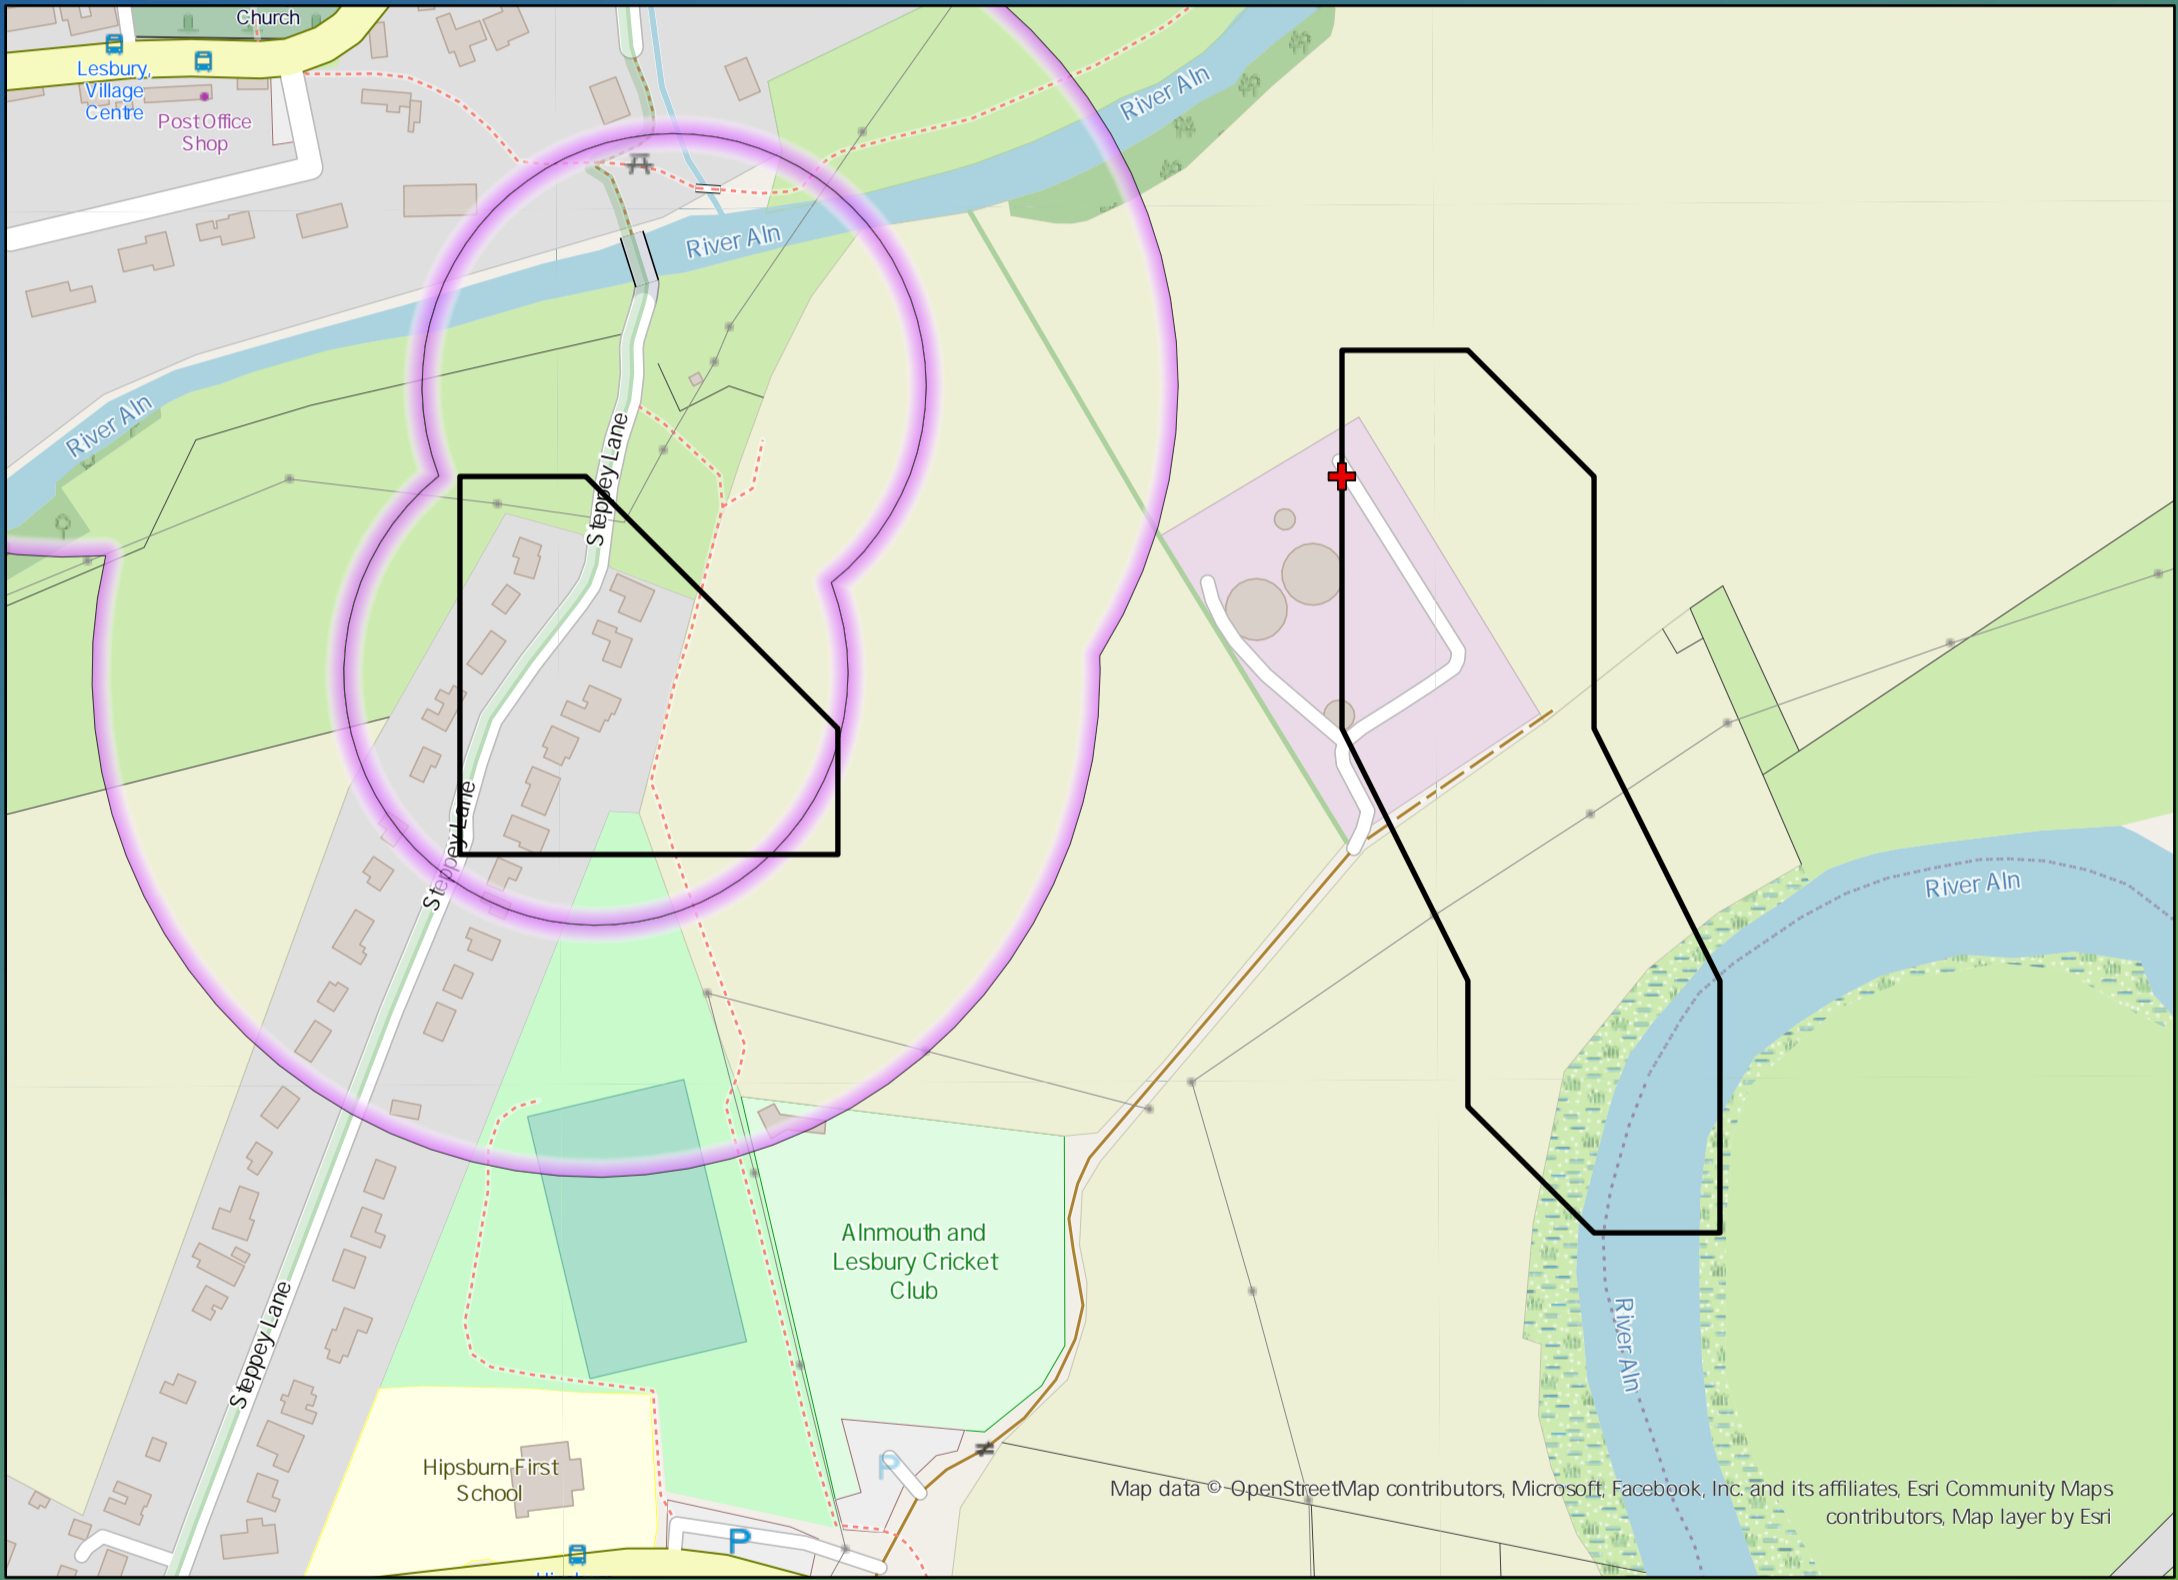 Church
Lesbury,
Village
Centre
Post Office
Shop
River Aln
River Aln
River Aln
Steppey Lane
Steppey Lane
River Aln
Alnmouth and
Lesbury Cricket
Club
River Aln
Steppey Lane
Hipsburn First
School
P
P
Map data © OpenStreetMap contributors, Microsoft, Facebook, Inc. and its affiliates, Esri Community Maps
contributors, Map layer by Esri